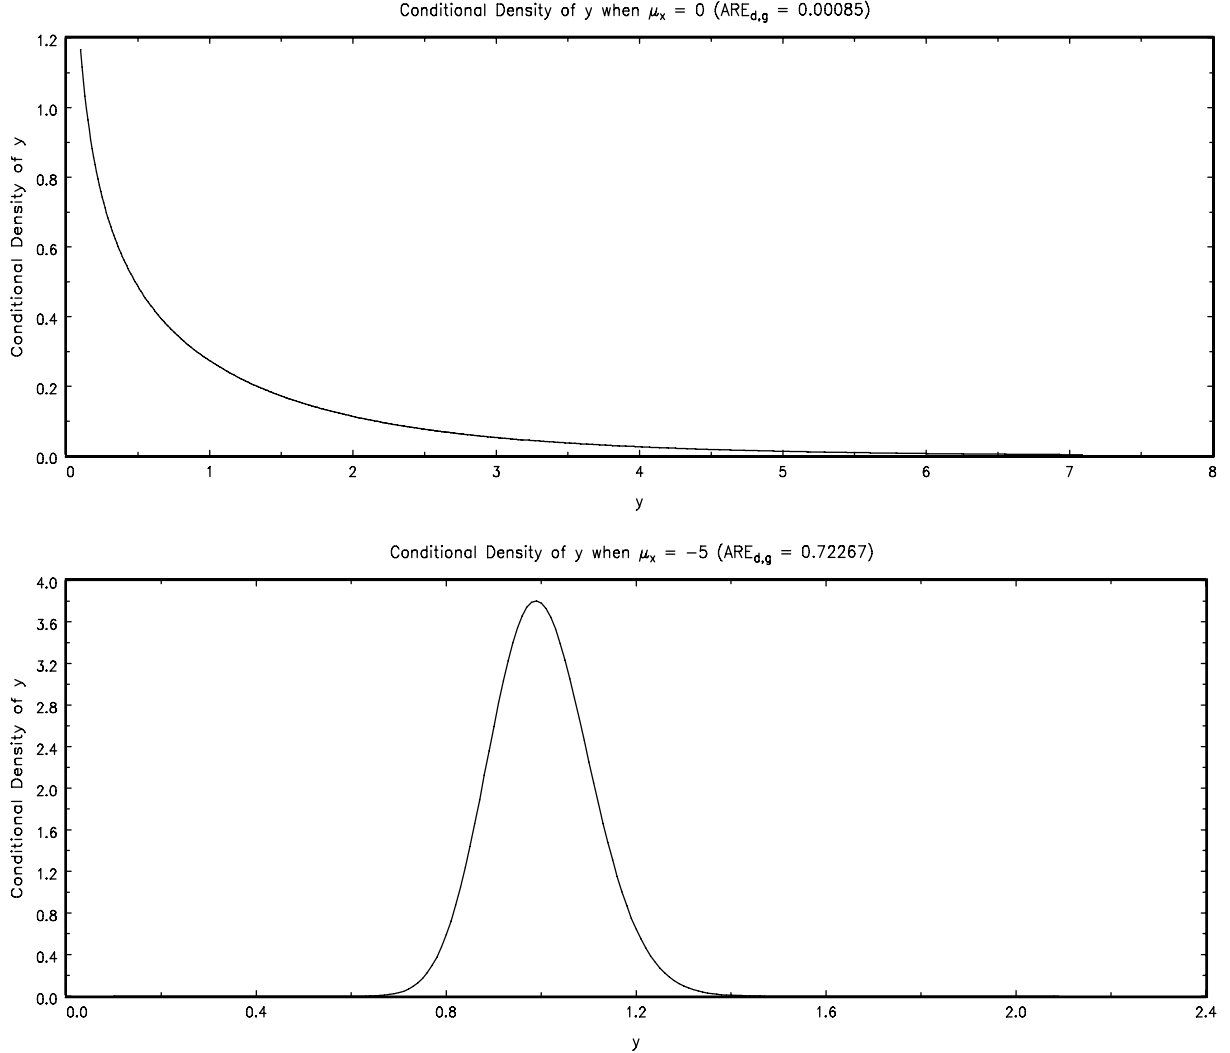 Conditional Density of y when μx = 0 (AREd,g = 0.00085)
1.2
1.0
0.8
0.6
0.4
0.2
0.0
Conditional Density of y
0 1 2 3 4 5 6 7 8
y
Conditional Density of y when μx = −5 (AREd,g = 0.72267)
4.0
3.6
3.2
2.8
2.4
2.0
1.6
1.2
0.8
0.4
0.0
Conditional Density of y
0.0 0.4 0.8 1.2 1.6 2.0 2.4
y